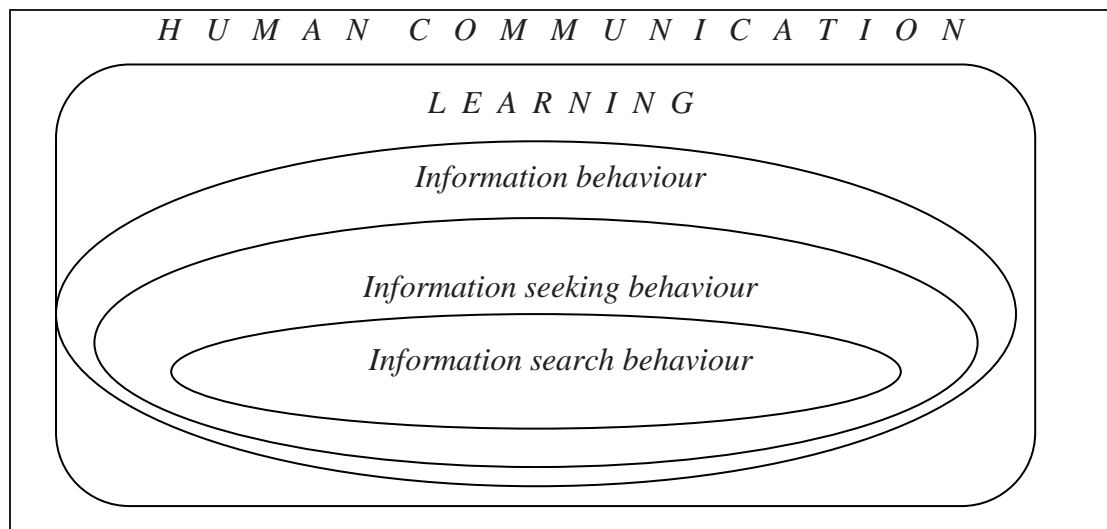 H U M A N C O M M U N I C A T I O N
L E A R N I N G
Information behaviour
Information seeking behaviour
Information search behaviour